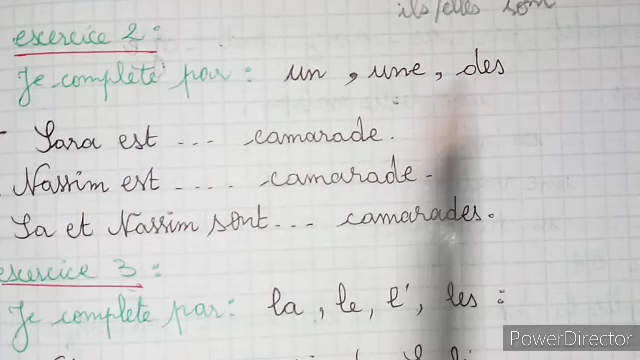 ils/elles sont
exercice 2 :
Je complète par : un , une , des
- Sara est ... camarade.
Nassim est .... camarade.
Sa et Nassim sont... camarades.
exercice 3 :
Je complète par : la , le , l' , les :
PowerDirector